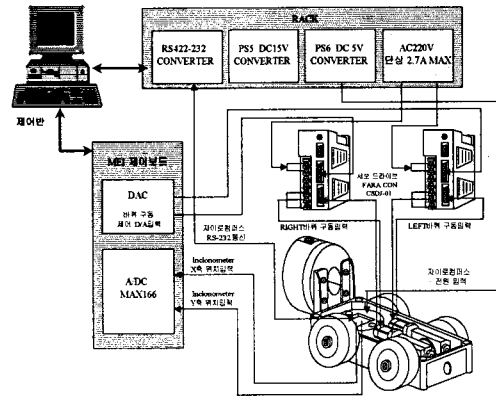 RACK
RS422-232
CONVERTER
PS5 DC15V
CONVERTER
PS6 DC 5V
CONVERTER
AC220V
단상 2.7A MAX
제어반
MEI 제어보드
DAC
바퀴 구동
제어 D/A입력
A/DC
MAX166
서보 드라이브
FARA CON
CSDJ-01
RIGHT바퀴 구동입력
LEFT바퀴 구동입력
자이로컴퍼스
RS-232통신
Inclonometer
X축 위치입력
Inclonometer
Y축 위치입력
자이로컴퍼스
전원 입력